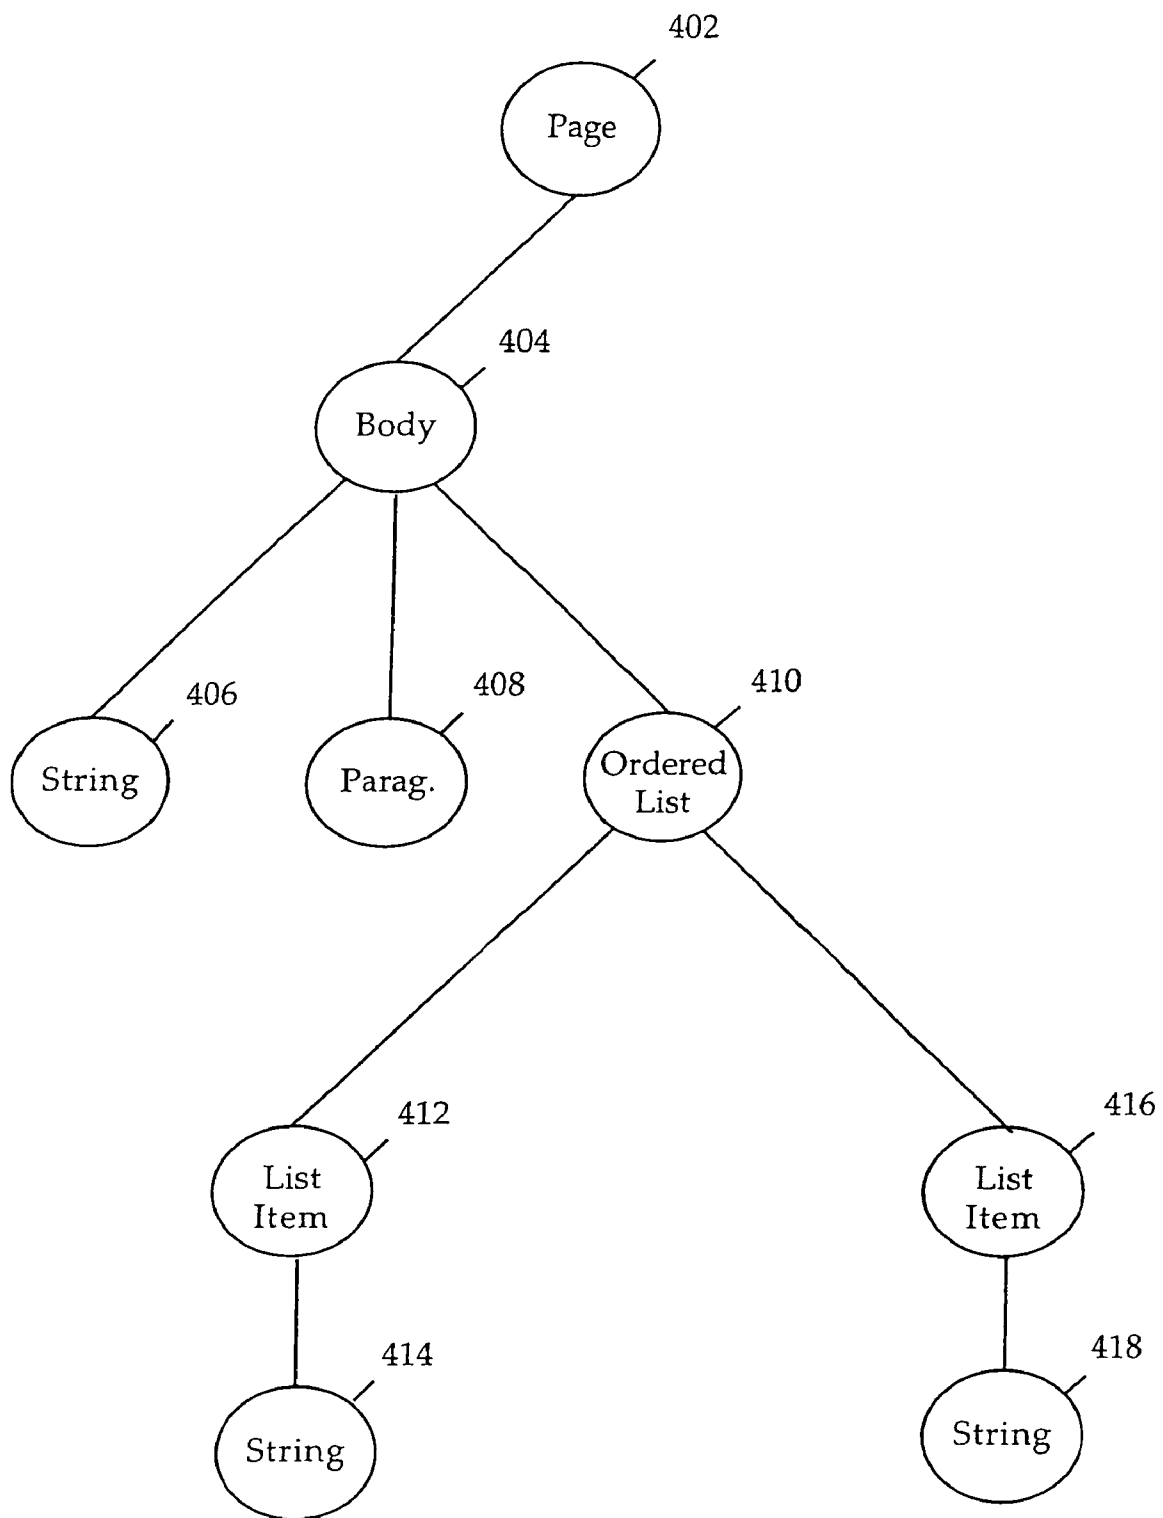 402
Page
404
Body
406
408
410
String
Parag.
Ordered
List
412
416
List
Item
List
Item
414
418
String
String